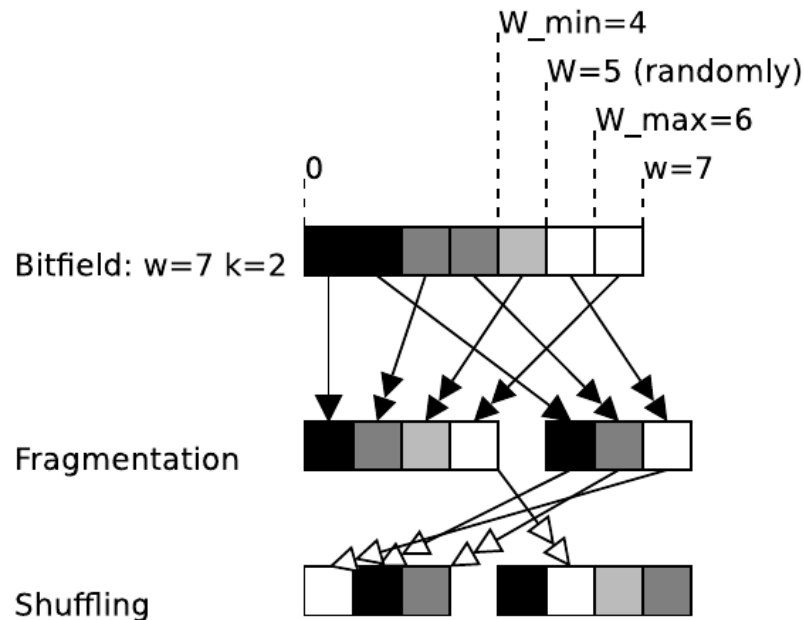 W_min=4
W=5 (randomly)
W_max=6
0
w=7
Bitfield: w=7 k=2
Fragmentation
Shuffling